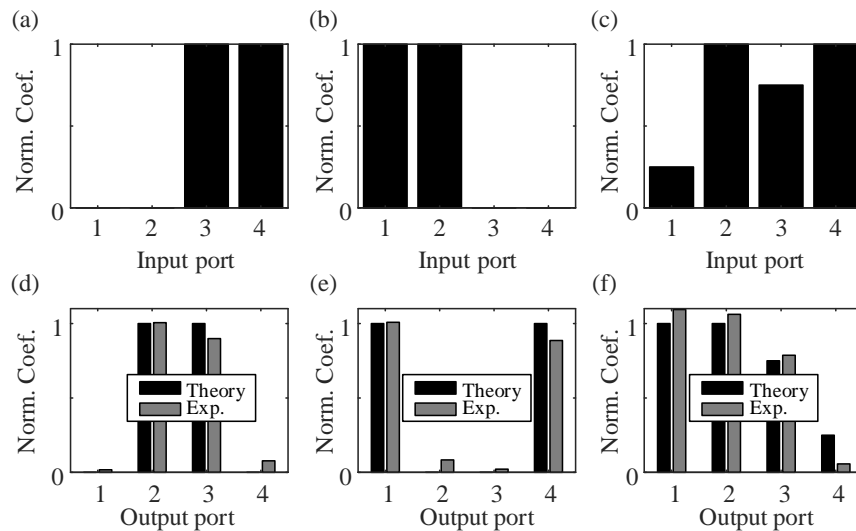 (a)
1
Norm. Coef.
0
1 2 3 4
Input port
(b)
1
Norm. Coef.
0
1 2 3 4
Input port
(c)
1
Norm. Coef.
0
1 2 3 4
Input port
(d)
1
Norm. Coef.
Theory
Exp.
0
1 2 3 4
Output port
(e)
1
Norm. Coef.
Theory
Exp.
0
1 2 3 4
Output port
(f)
1
Norm. Coef.
Theory
Exp.
0
1 2 3 4
Output port